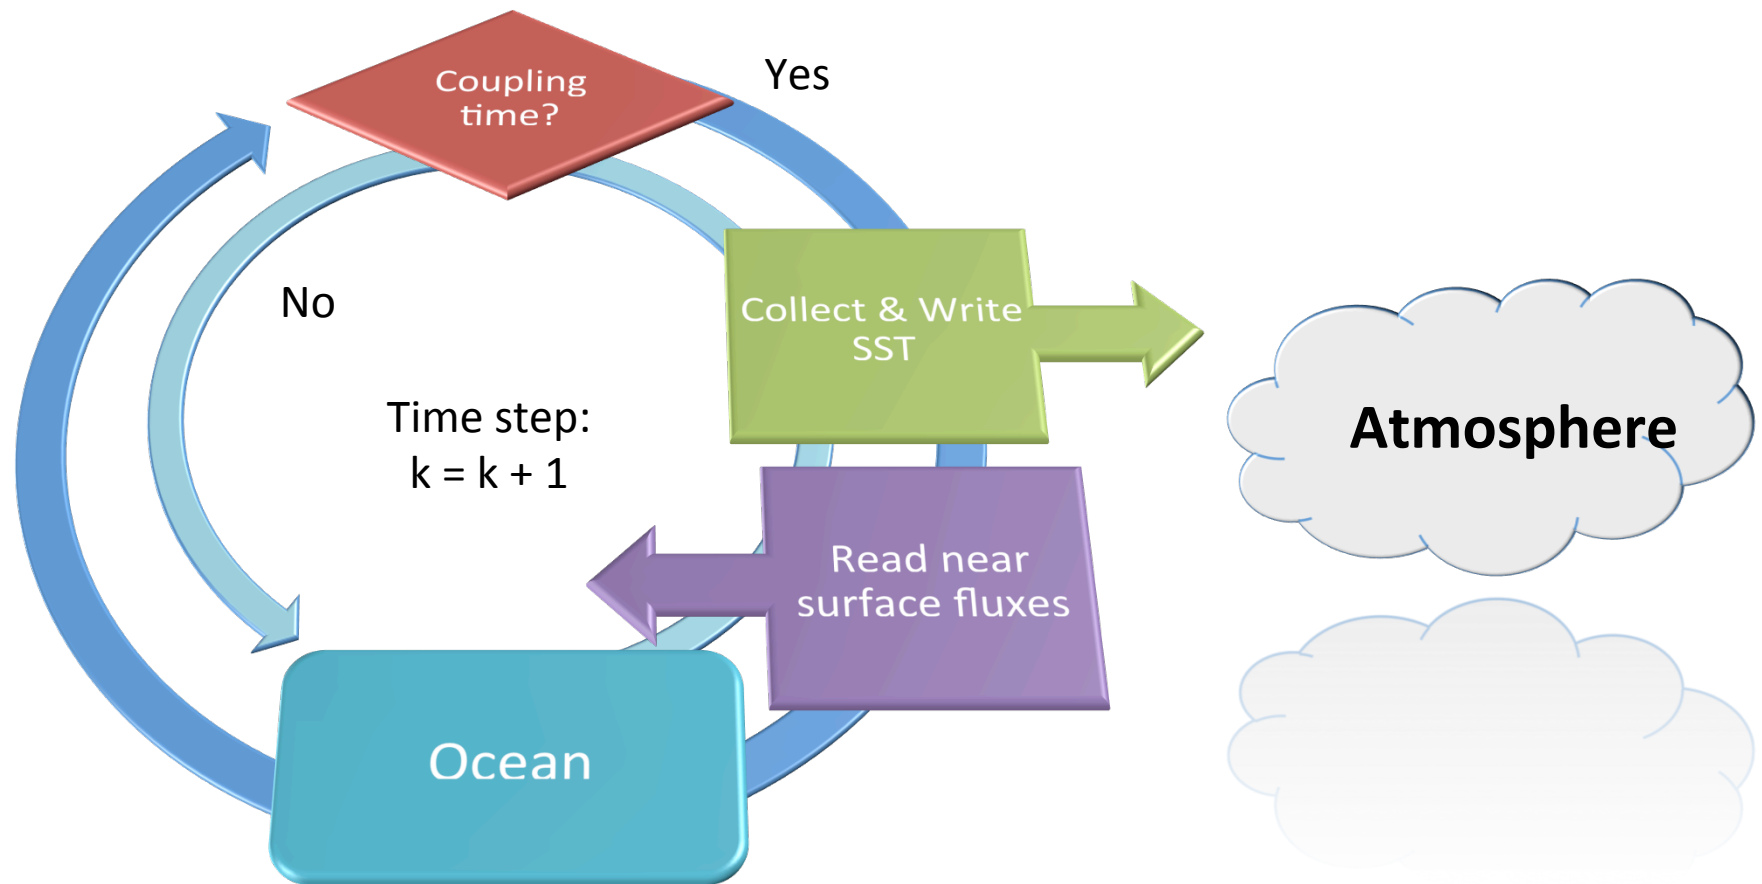 Coupling
time?
Yes
No
Collect & Write
SST
Time step:
k = k + 1
Atmosphere
Read near
surface fluxes
Ocean